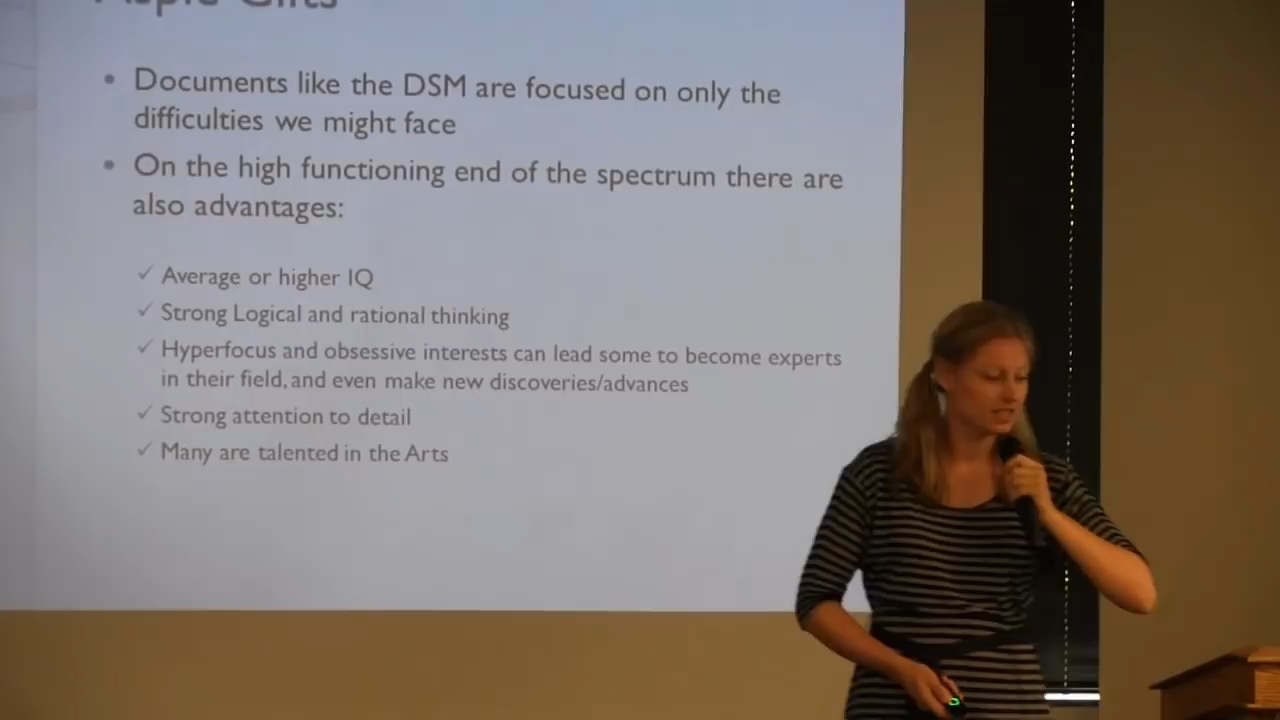 Aspie Gifts
• Documents like the DSM are focused on only the
difficulties we might face
• On the high functioning end of the spectrum there are
also advantages:
✓ Average or higher IQ
✓ Strong Logical and rational thinking
✓ Hyperfocus and obsessive interests can lead some to become experts
in their field, and even make new discoveries/advances
✓ Strong attention to detail
✓ Many are talented in the Arts